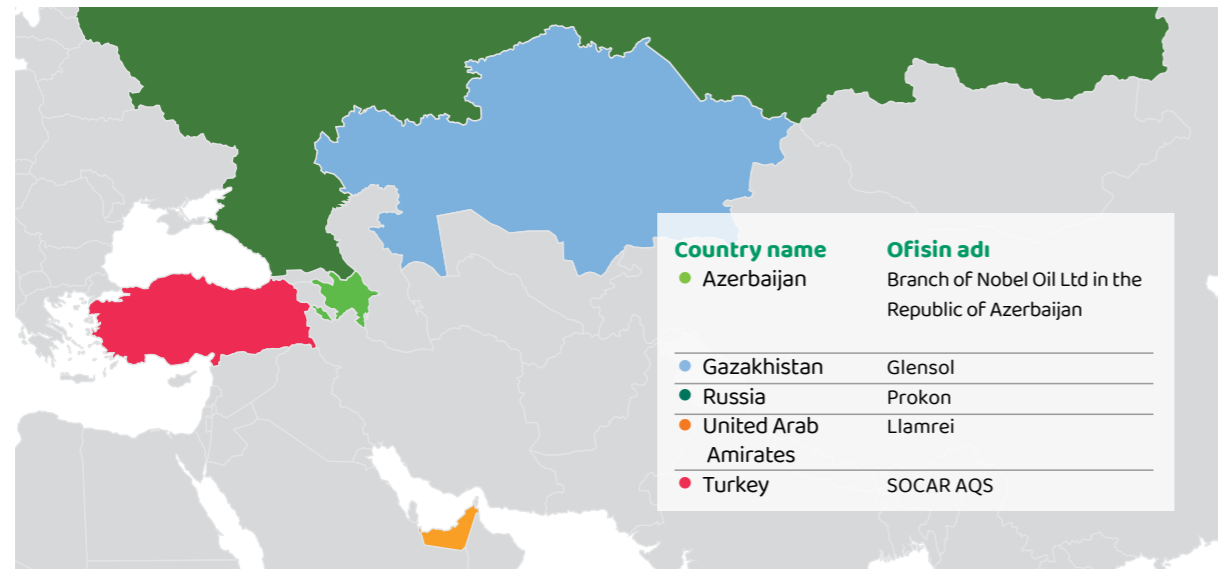 Country name Ofisin adı
Azerbaijan Branch of Nobel Oil Ltd in the
Republic of Azerbaijan
Gazakhistan Glensol
Russia Prokon
United Arab Llamrei
Amirates
Turkey SOCAR AQS